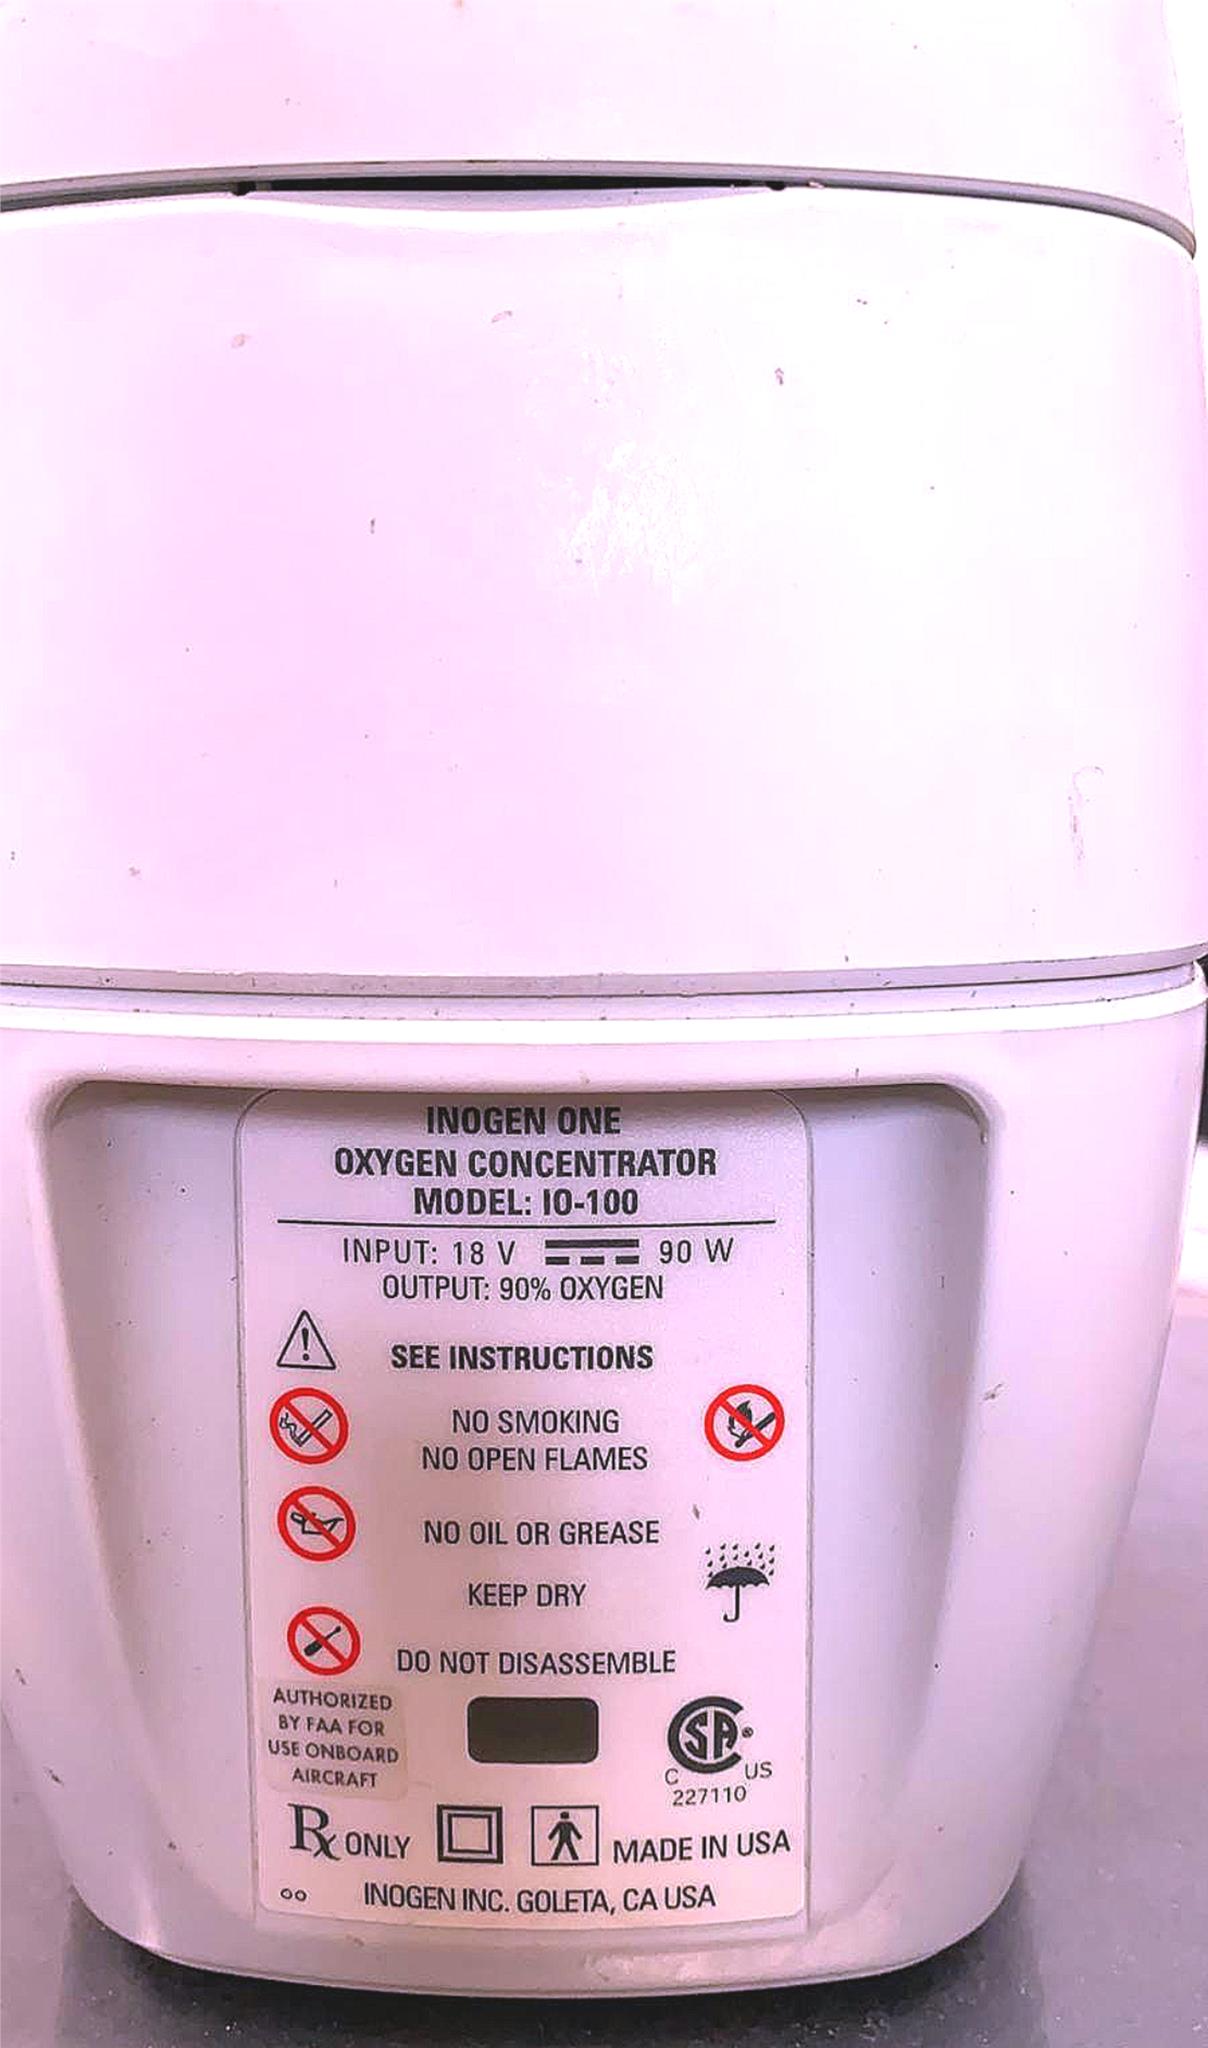 INOGEN ONE
OXYGEN CONCENTRATOR
MODEL: IO-100
INPUT: 18 V 90 W
OUTPUT: 90% OXYGEN
SEE INSTRUCTIONS
NO SMOKING
NO OPEN FLAMES
NO OIL OR GREASE
KEEP DRY
DO NOT DISASSEMBLE
AUTHORIZED
BY FAA FOR
USE ONBOARD
AIRCRAFT
CSA®
C US
227110
Rx ONLY
MADE IN USA
INOGEN INC. GOLETA, CA USA